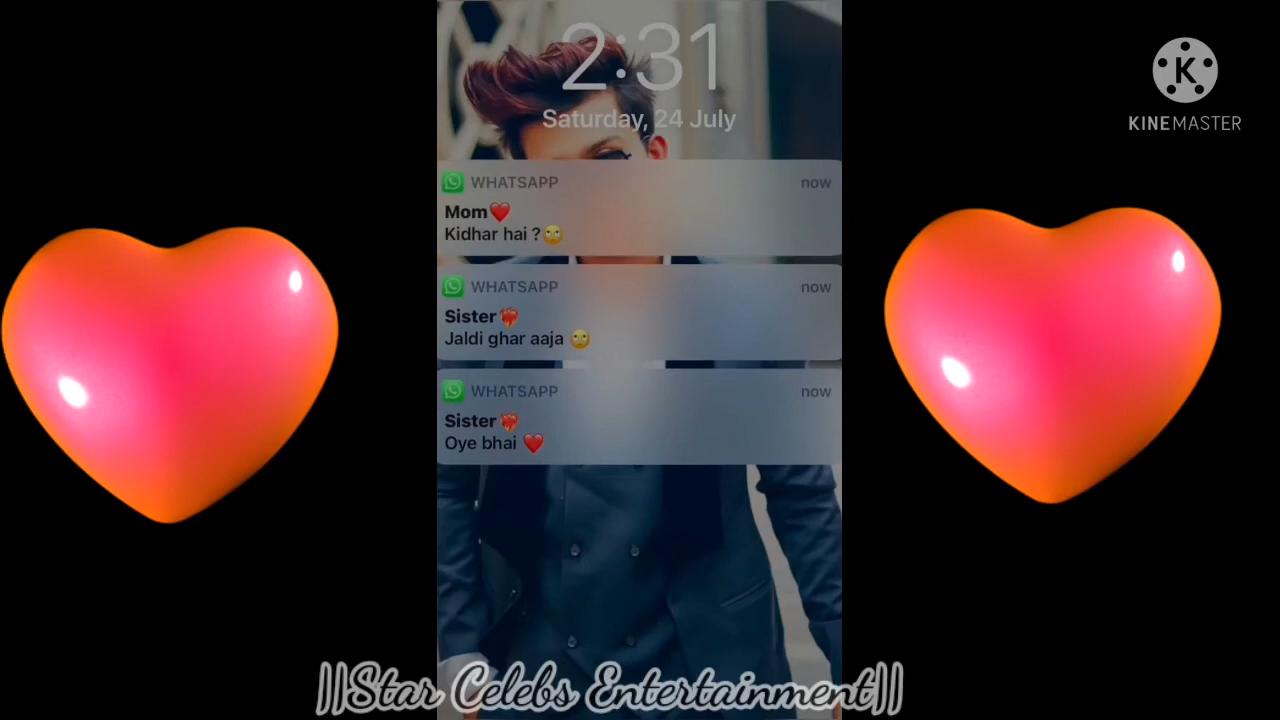 2:31
Saturday, 24 July
WHATSAPP now
Mom❤️
Kidhar hai ?🙄
WHATSAPP now
Sister❤️‍🔥
Jaldi ghar aaja 🙄
WHATSAPP now
Sister❤️‍🔥
Oye bhai ❤️
K
KINEMASTER
||Star Celebs Entertainment||